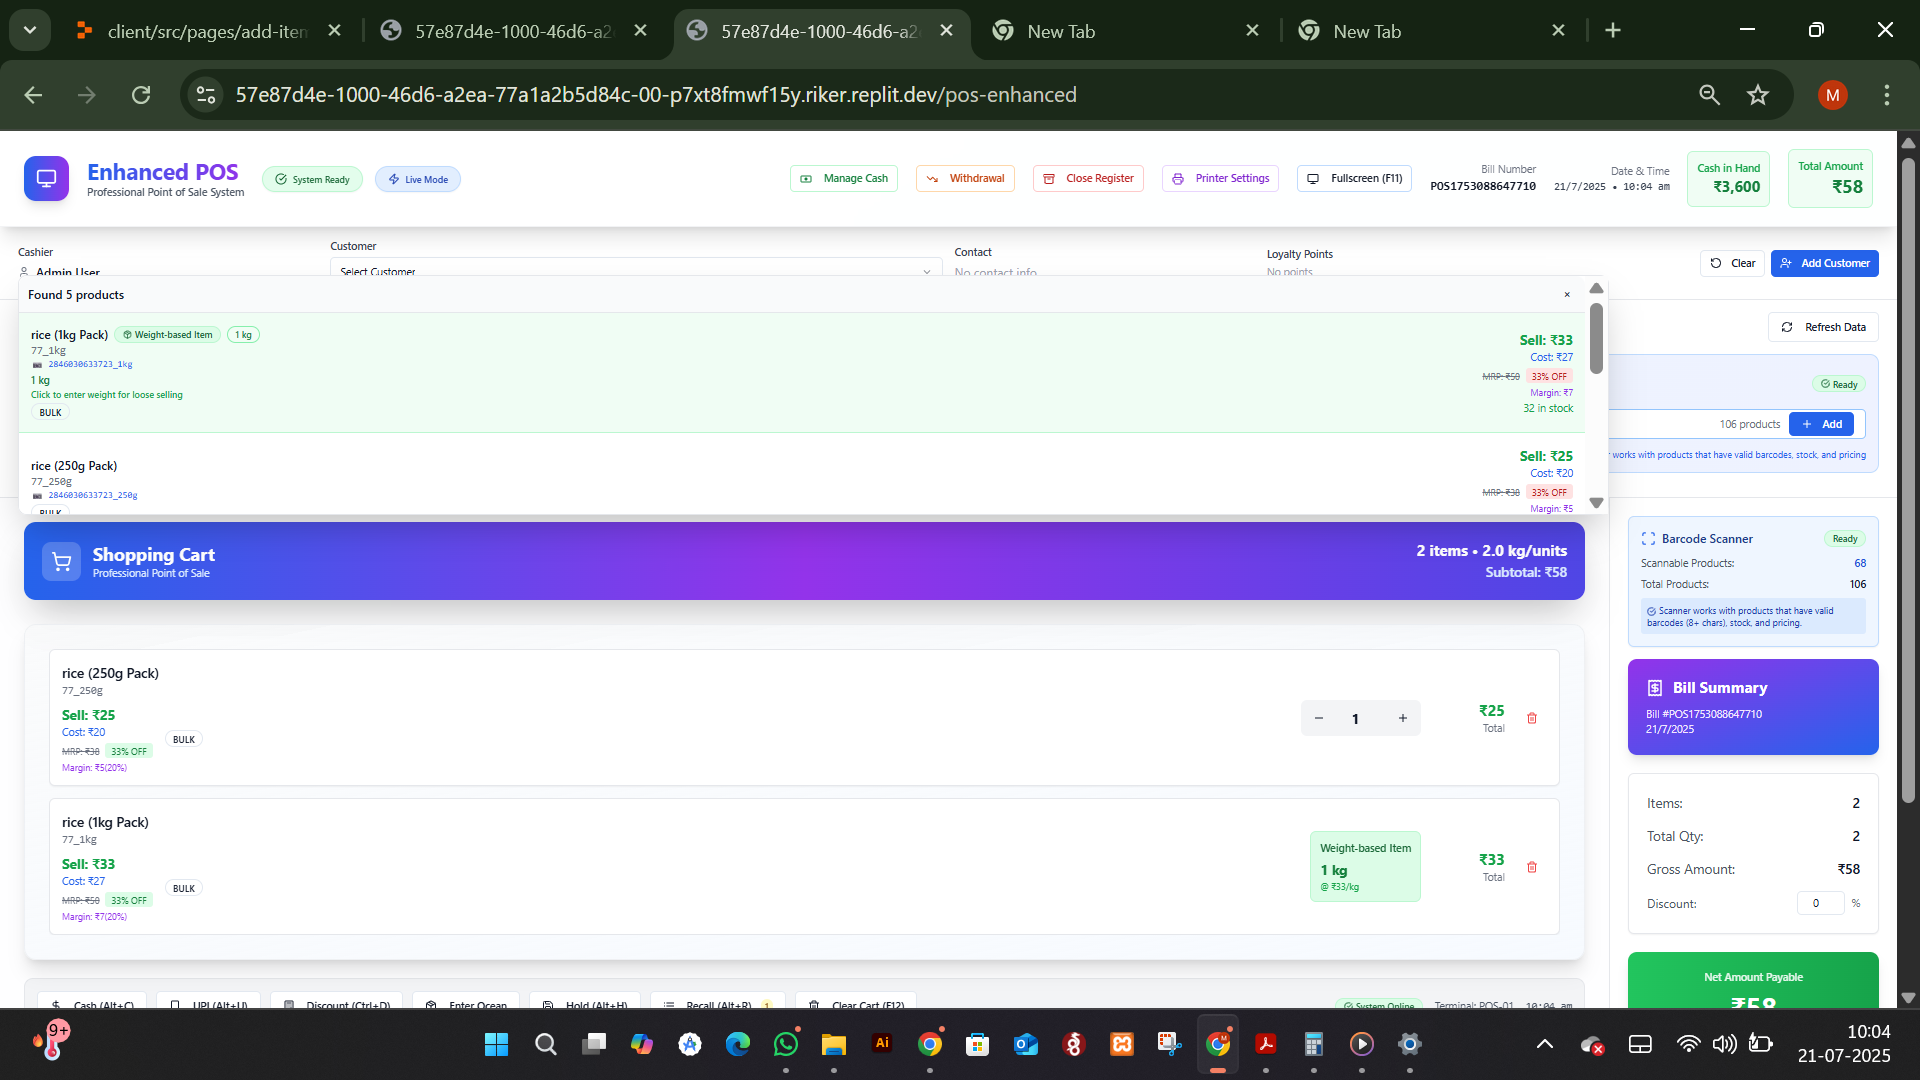 client/src/pages/add-iten
57e87d4e-1000-46d6-a2
57e87d4e-1000-46d6-a2
New Tab
New Tab
57e87d4e-1000-46d6-a2ea-77a1a2b5d84c-00-p7xt8fmwf15y.riker.replit.dev/pos-enhanced
M
Enhanced POS
Professional Point of Sale System
System Ready
Live Mode
Manage Cash
Withdrawal
Close Register
Printer Settings
Fullscreen (F11)
Bill Number
POS1753088647710
Date & Time
21/7/2025 • 10:04 am
Cash in Hand
₹3,600
Total Amount
₹58
Cashier
Admin User
Customer
Select Customer
Contact
No contact info
Loyalty Points
No points
Clear
Add Customer
Found 5 products
×
Refresh Data
rice (1kg Pack) Weight-based Item 1 kg
77_1kg
2846030633723_1kg
1 kg
Click to enter weight for loose selling
BULK
Sell: ₹33
Cost: ₹27
MRP: ₹50 33% OFF
Margin: ₹7
32 in stock
rice (250g Pack)
77_250g
2846030633723_250g
BULK
Sell: ₹25
Cost: ₹20
MRP: ₹38 33% OFF
Margin: ₹5
Ready
106 products
Add
works with products that have valid barcodes, stock, and pricing
Shopping Cart
Professional Point of Sale
2 items • 2.0 kg/units
Subtotal: ₹58
rice (250g Pack)
77_250g
Sell: ₹25
Cost: ₹20
MRP: ₹38 33% OFF
Margin: ₹5(20%)
BULK
1
₹25
Total
rice (1kg Pack)
77_1kg
Sell: ₹33
Cost: ₹27
MRP: ₹50 33% OFF
Margin: ₹7(20%)
BULK
Weight-based Item
1 kg
@ ₹33/kg
₹33
Total
Barcode Scanner
Ready
Scannable Products: 68
Total Products: 106
Scanner works with products that have valid
barcodes (8+ chars), stock, and pricing.
Bill Summary
Bill #POS1753088647710
21/7/2025
Items: 2
Total Qty: 2
Gross Amount: ₹58
Discount: 0 %
Net Amount Payable
₹58
Cash (Alt+C)
UPI (Alt+U)
Discount (Ctrl+D)
Enter Ocean
Hold (Alt+H)
Recall (Alt+R) 1
Clear Cart (F12)
System Online
Terminal: POS-01
10:04 am
9+
Ai
10:04
21-07-2025